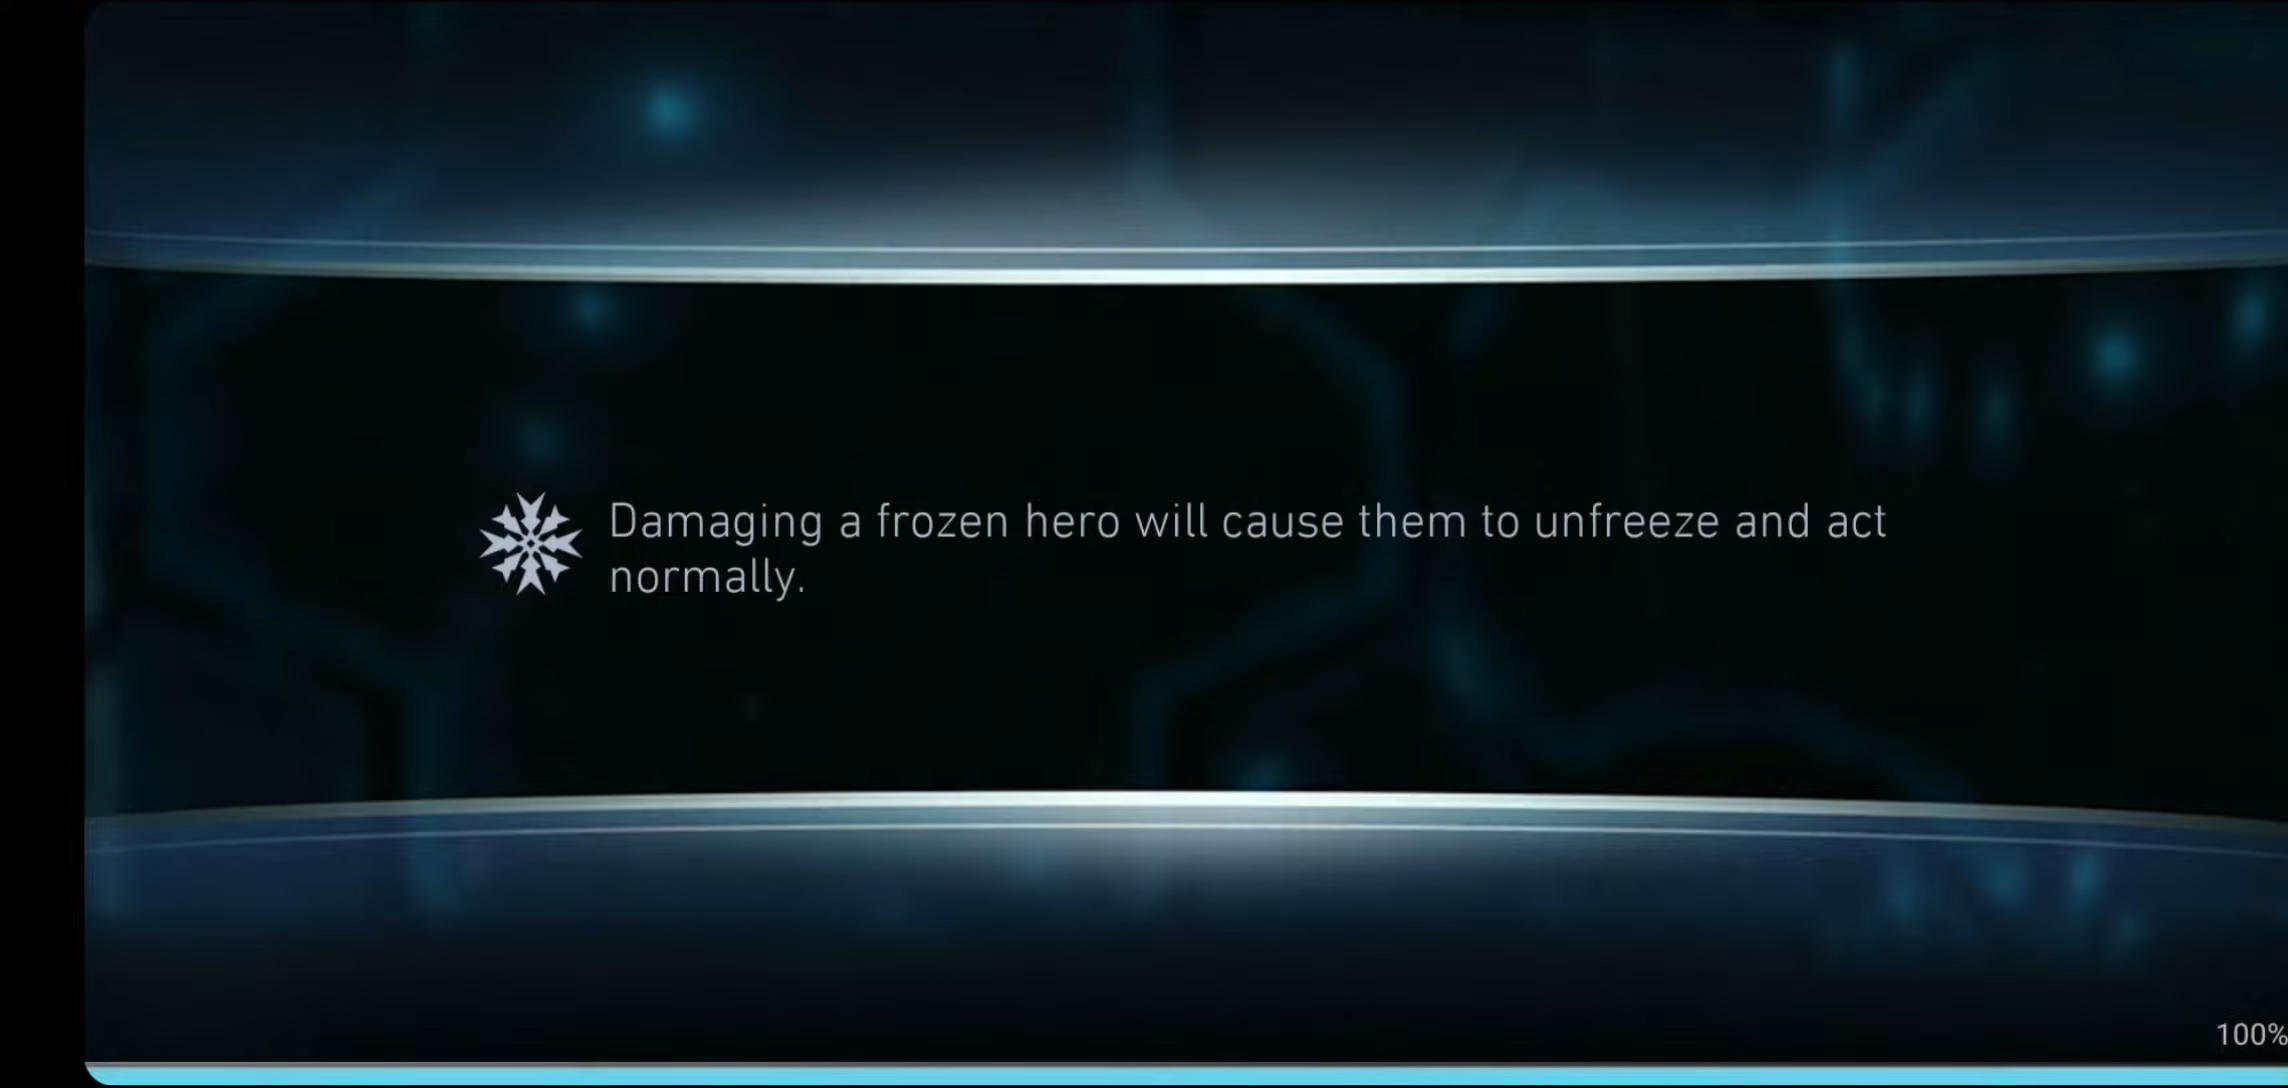 Damaging a frozen hero will cause them to unfreeze and act
normally.
100%